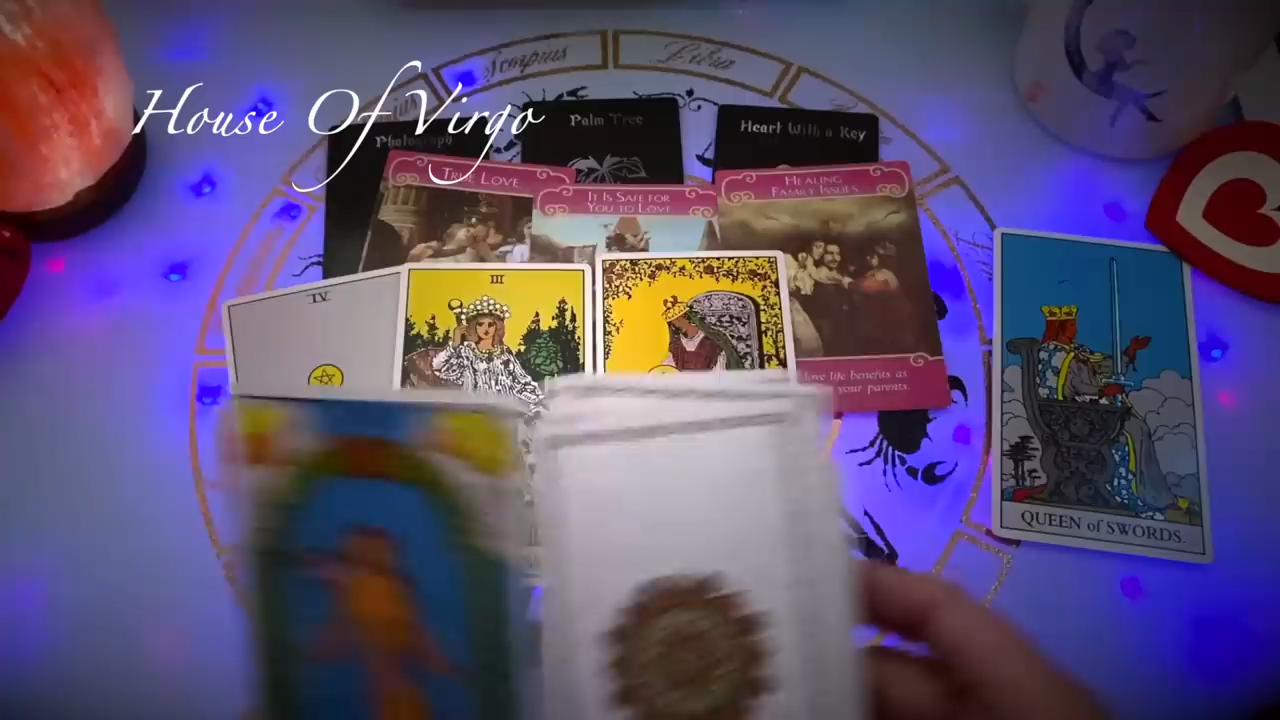 House Of Virgo
Scorpius
Libra
Photograph
Palm Tree
Heart With a Key
TRUE LOVE
IT IS SAFE FOR
YOU TO LOVE
HEALING
FAMILY ISSUES
IV
III
love life benefits as
your parents.
QUEEN of SWORDS.